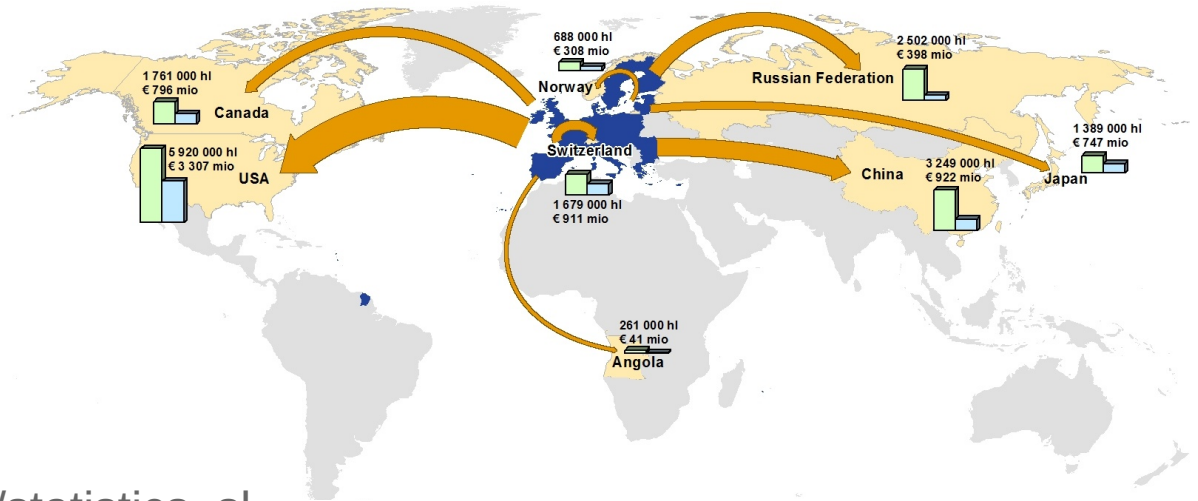 688 000 hl
€ 308 mio
Norway
2 502 000 hl
€ 398 mio
Russian Federation
1 761 000 hl
€ 796 mio
Canada
5 920 000 hl
€ 3 307 mio
USA
Switzerland
1 679 000 hl
€ 911 mio
3 249 000 hl
€ 922 mio
China
1 389 000 hl
€ 747 mio
Japan
261 000 hl
€ 41 mio
Angola